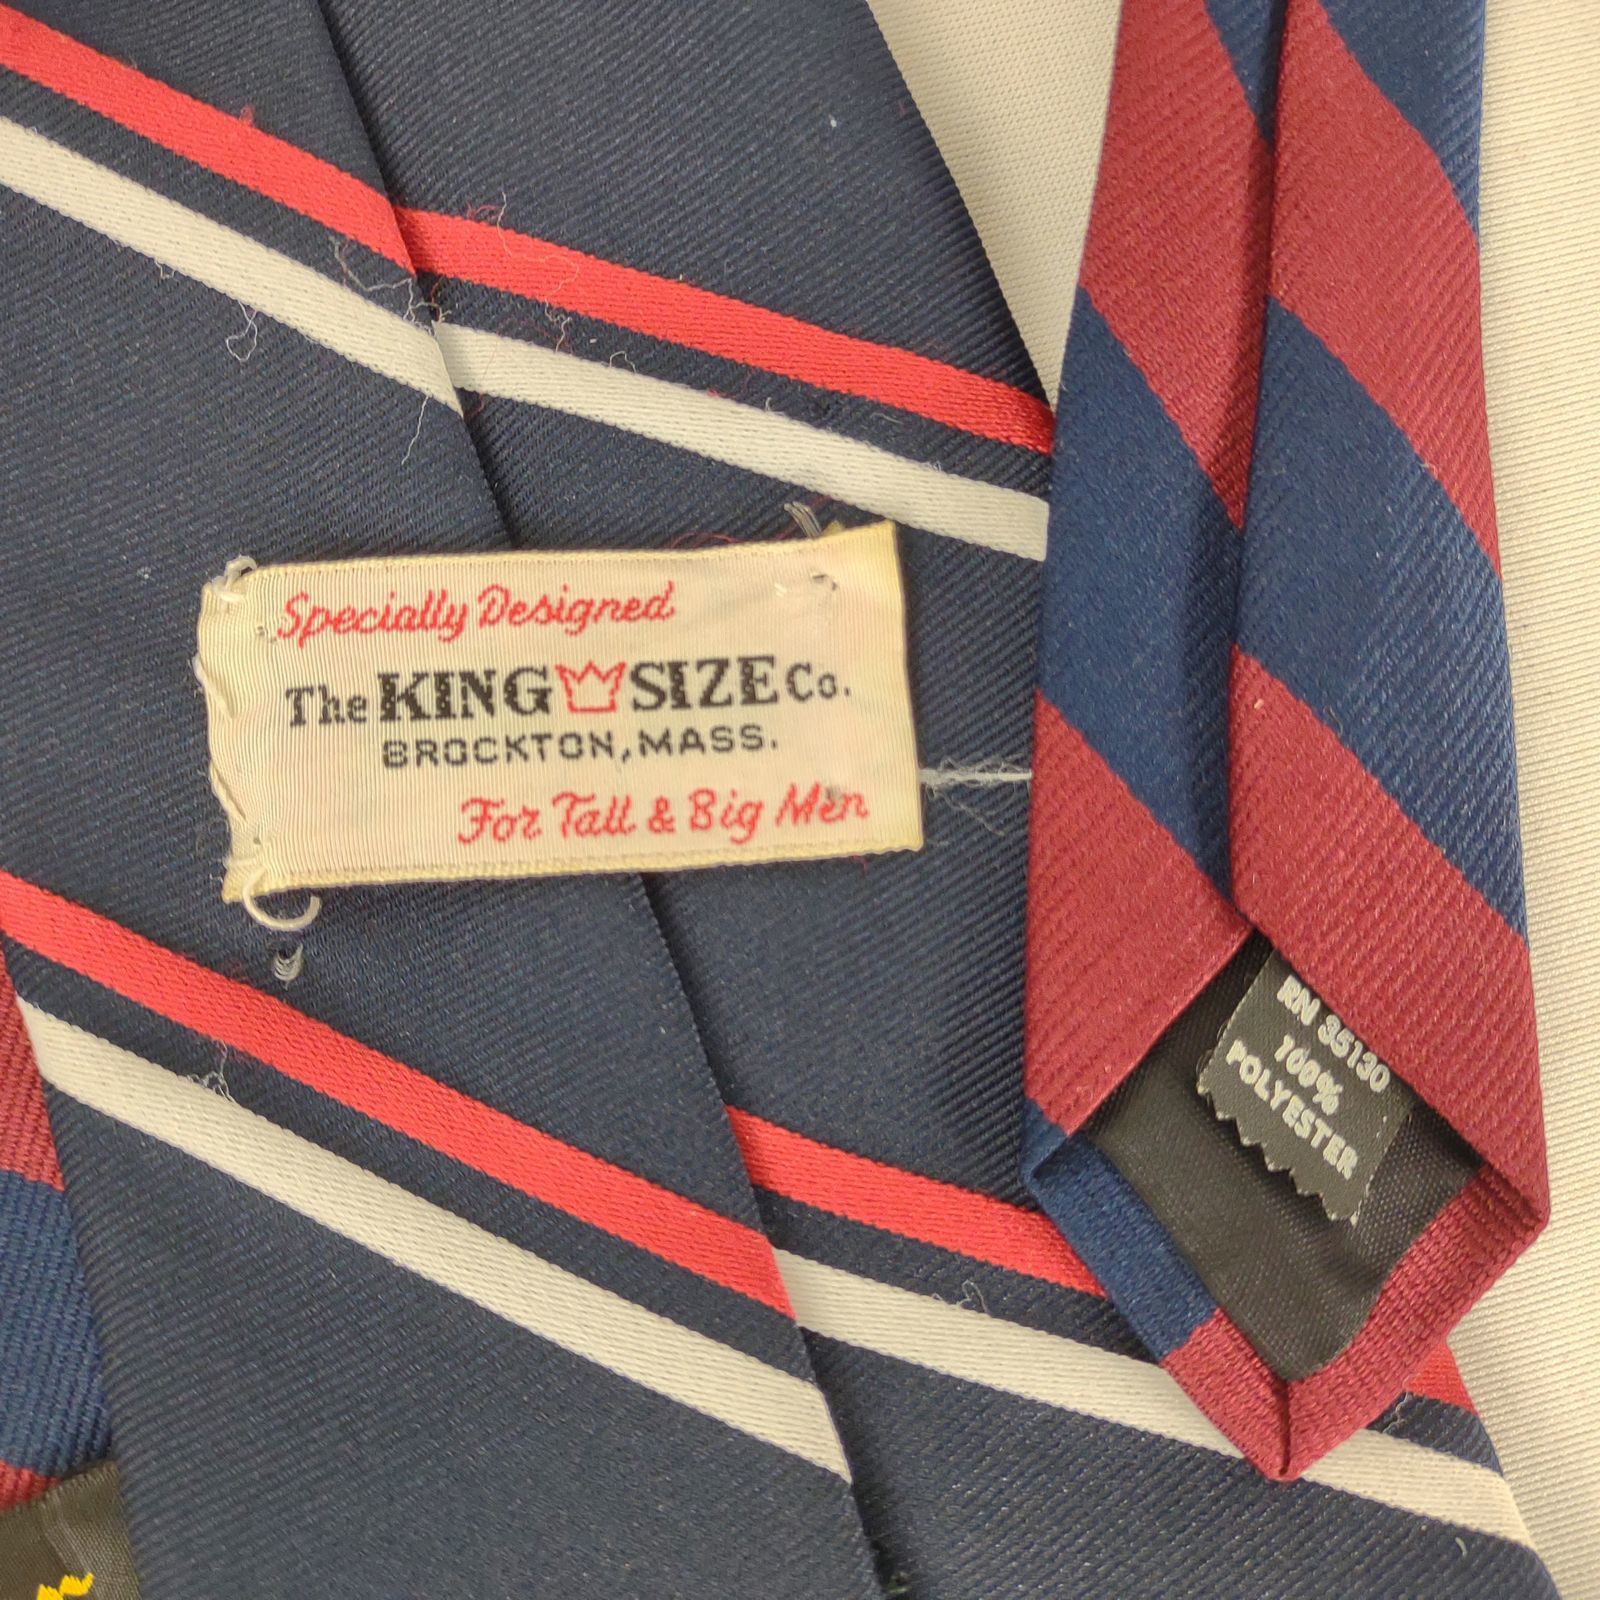 Specially Designed
The KING SIZE Co.
BROCKTON, MASS.
For Tall & Big Men
RN 35130
100%
POLYESTER